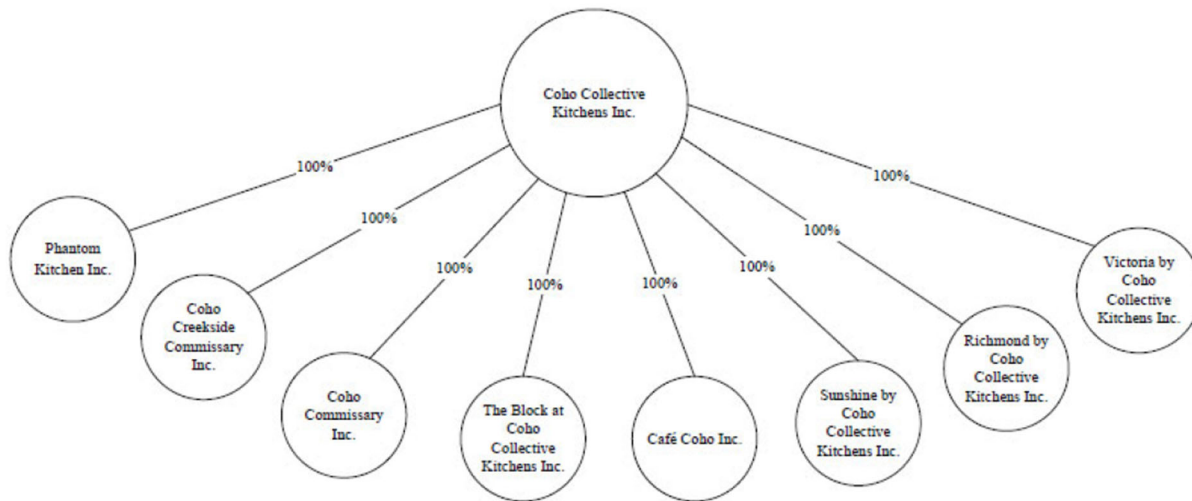 Coho Collective
Kitchens Inc.
100%
100%
100%
100%
100%
100%
100%
100%
Phantom
Kitchen Inc.
Coho
Creekside
Commissary
Inc.
Coho
Commissary
Inc.
The Block at
Coho
Collective
Kitchens Inc.
Café Coho Inc.
Sunshine by
Coho
Collective
Kitchens Inc.
Richmond by
Coho
Collective
Kitchens Inc.
Victoria by
Coho
Collective
Kitchens Inc.